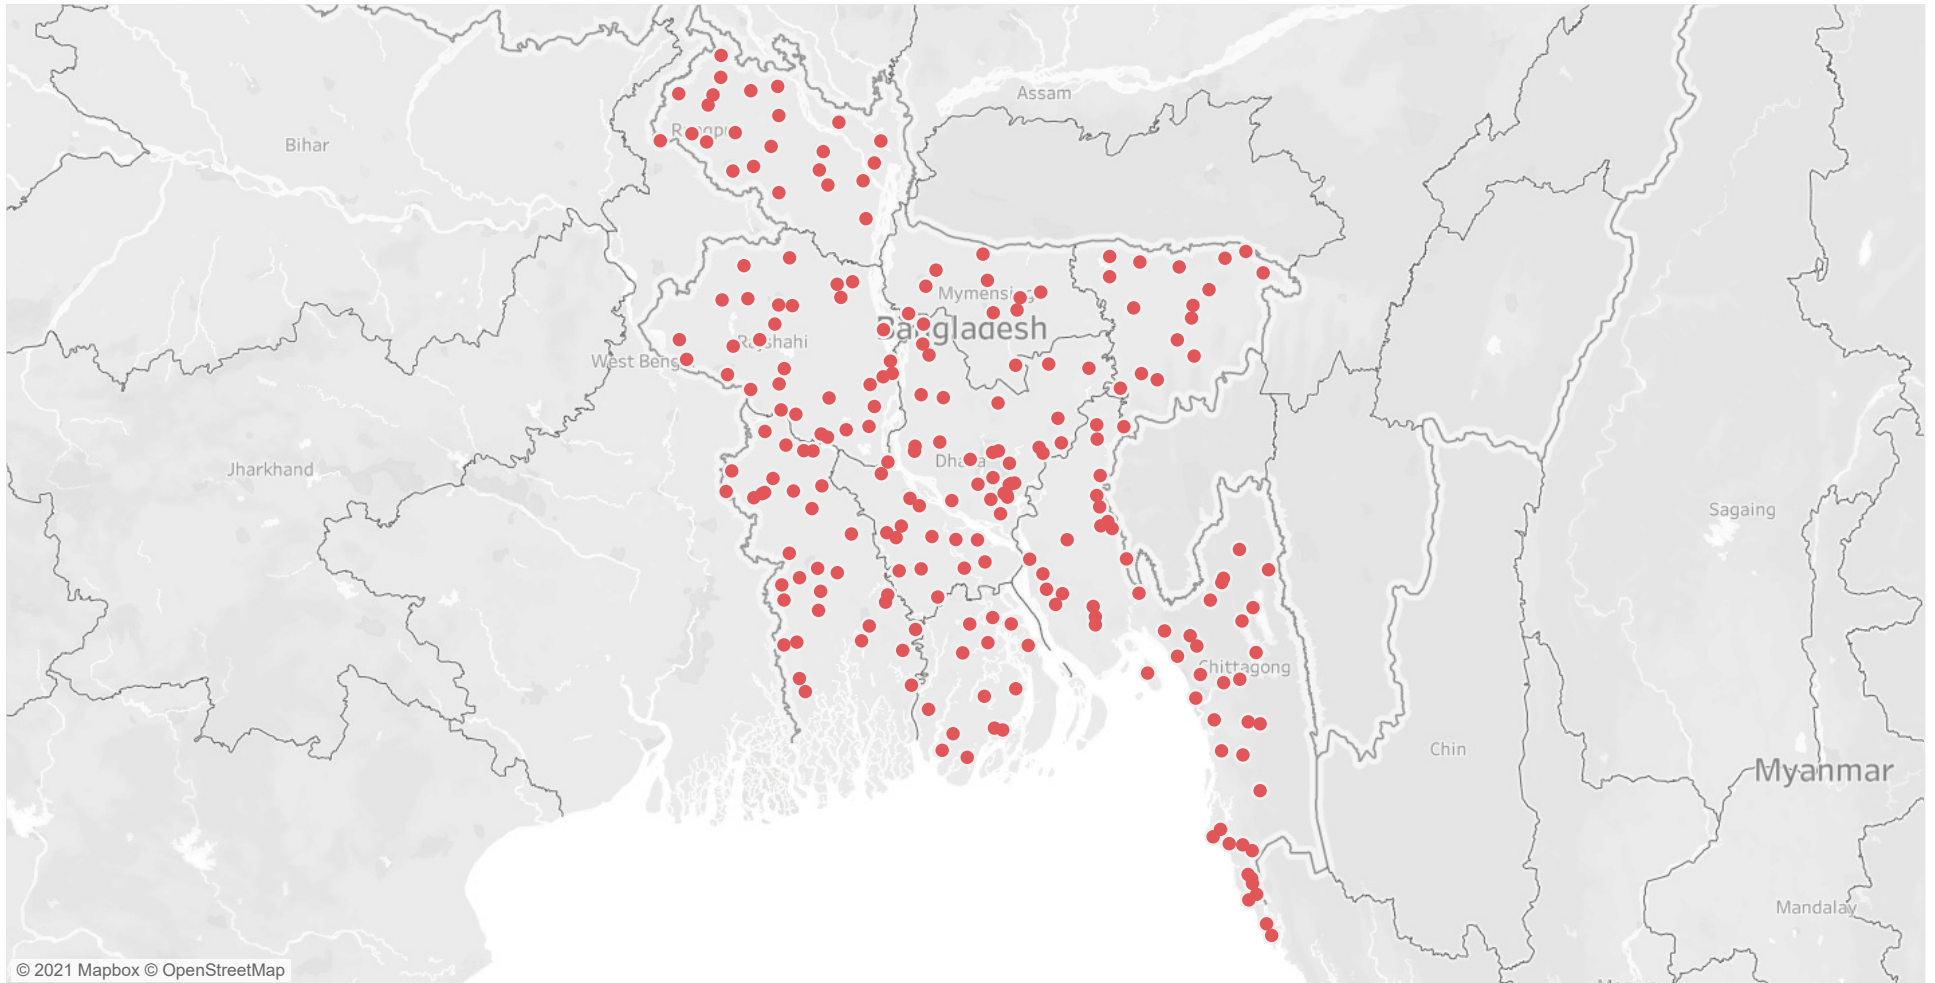 Assam
Bihar
Mymensing
Bangladesh
Rajshahi
West Beng
Dhaka
Jharkhand
Sagaing
Chittagong
Chin
Myanmar
Mandalay
© 2021 Mapbox © OpenStreetMap